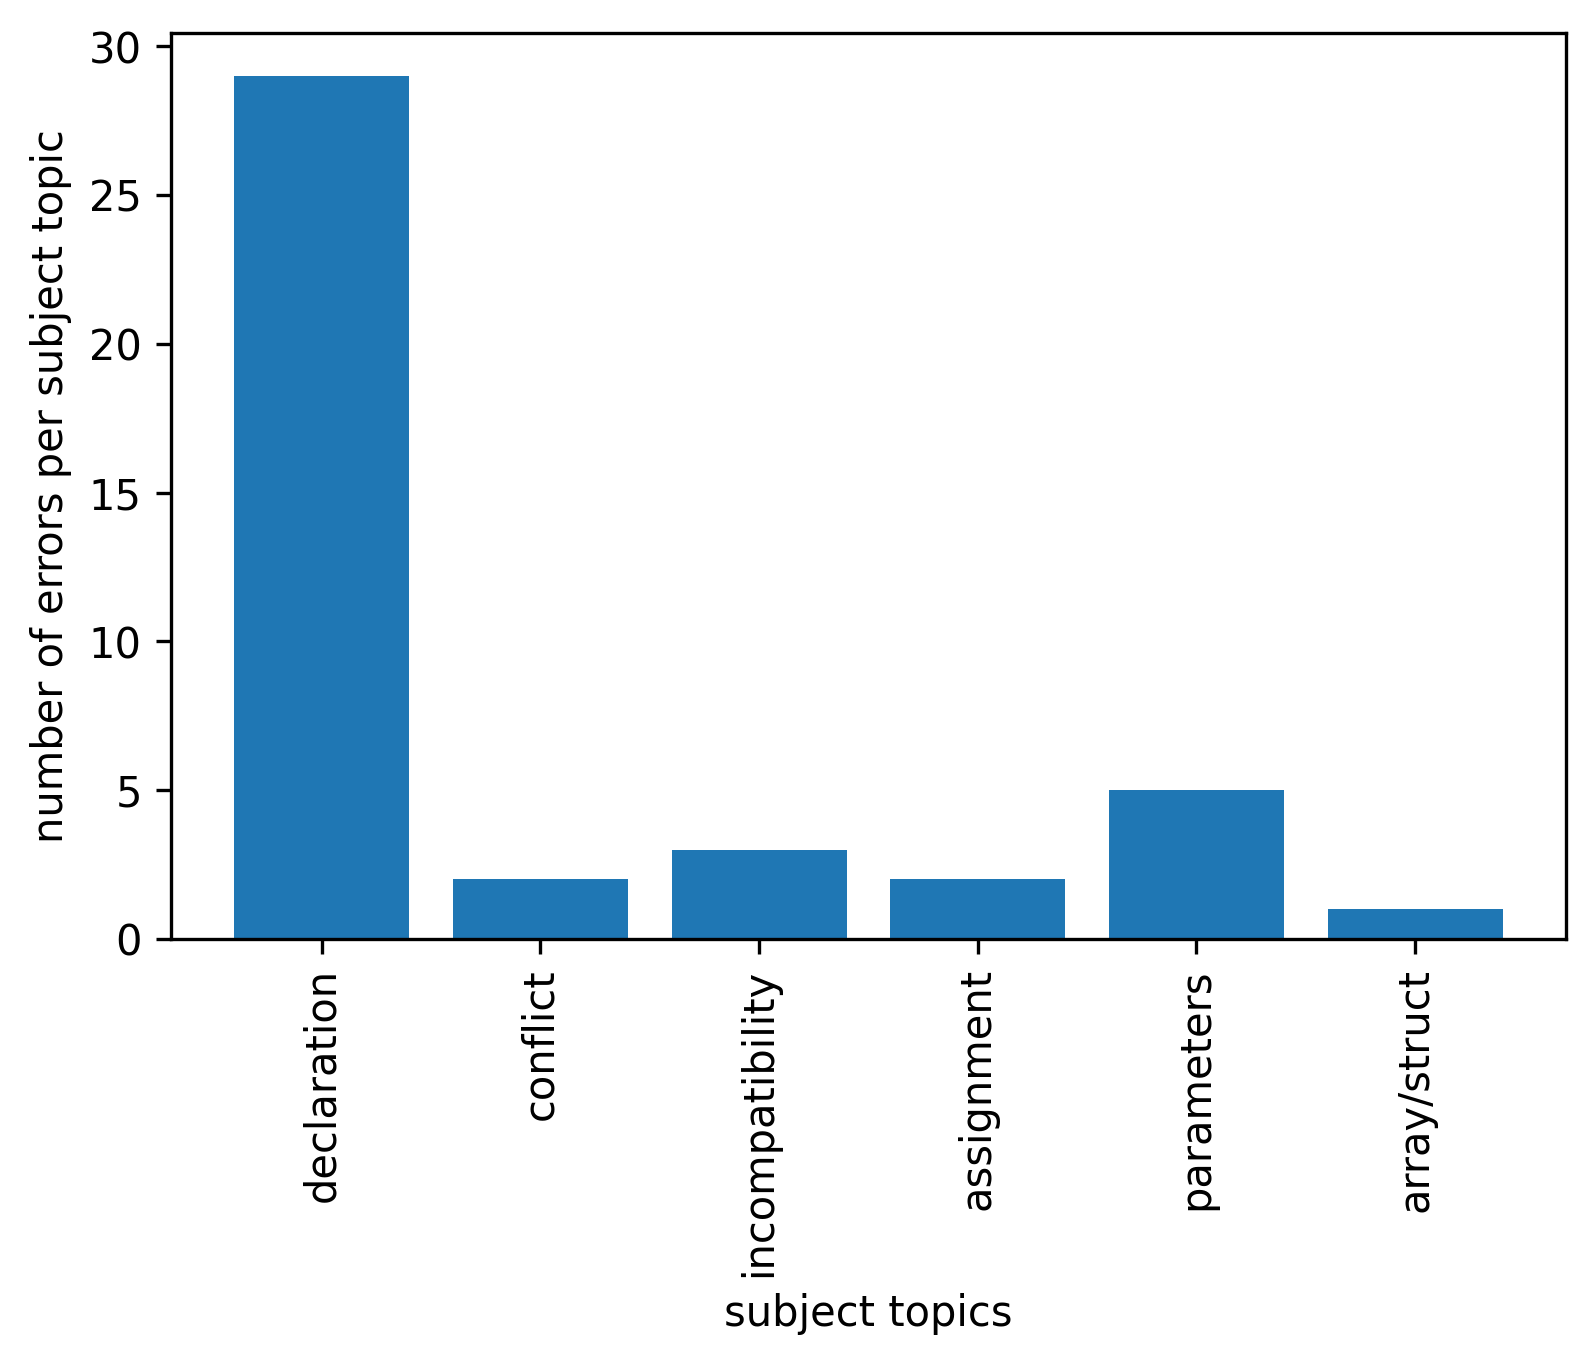 number of errors per subject topic
30
25
20
15
10
5
0
declaration
conflict
incompatibility
assignment
parameters
array/struct
subject topics